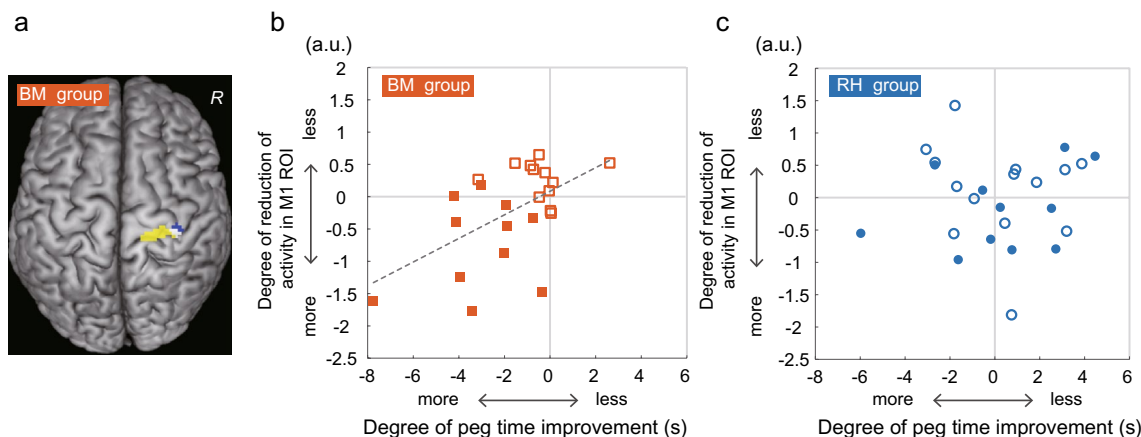 a
BM group
R
b
(a.u.)
BM group
Degree of reduction of
activity in M1 ROI
less
more
2
1.5
1
0.5
0
-0.5
-1
-1.5
-2
-2.5
-8
-6
-4
-2
0
2
4
6
more
less
Degree of peg time improvement (s)
c
(a.u.)
RH group
Degree of reduction of
activity in M1 ROI
less
more
2
1.5
1
0.5
0
-0.5
-1
-1.5
-2
-2.5
-8
-6
-4
-2
0
2
4
6
more
less
Degree of peg time improvement (s)